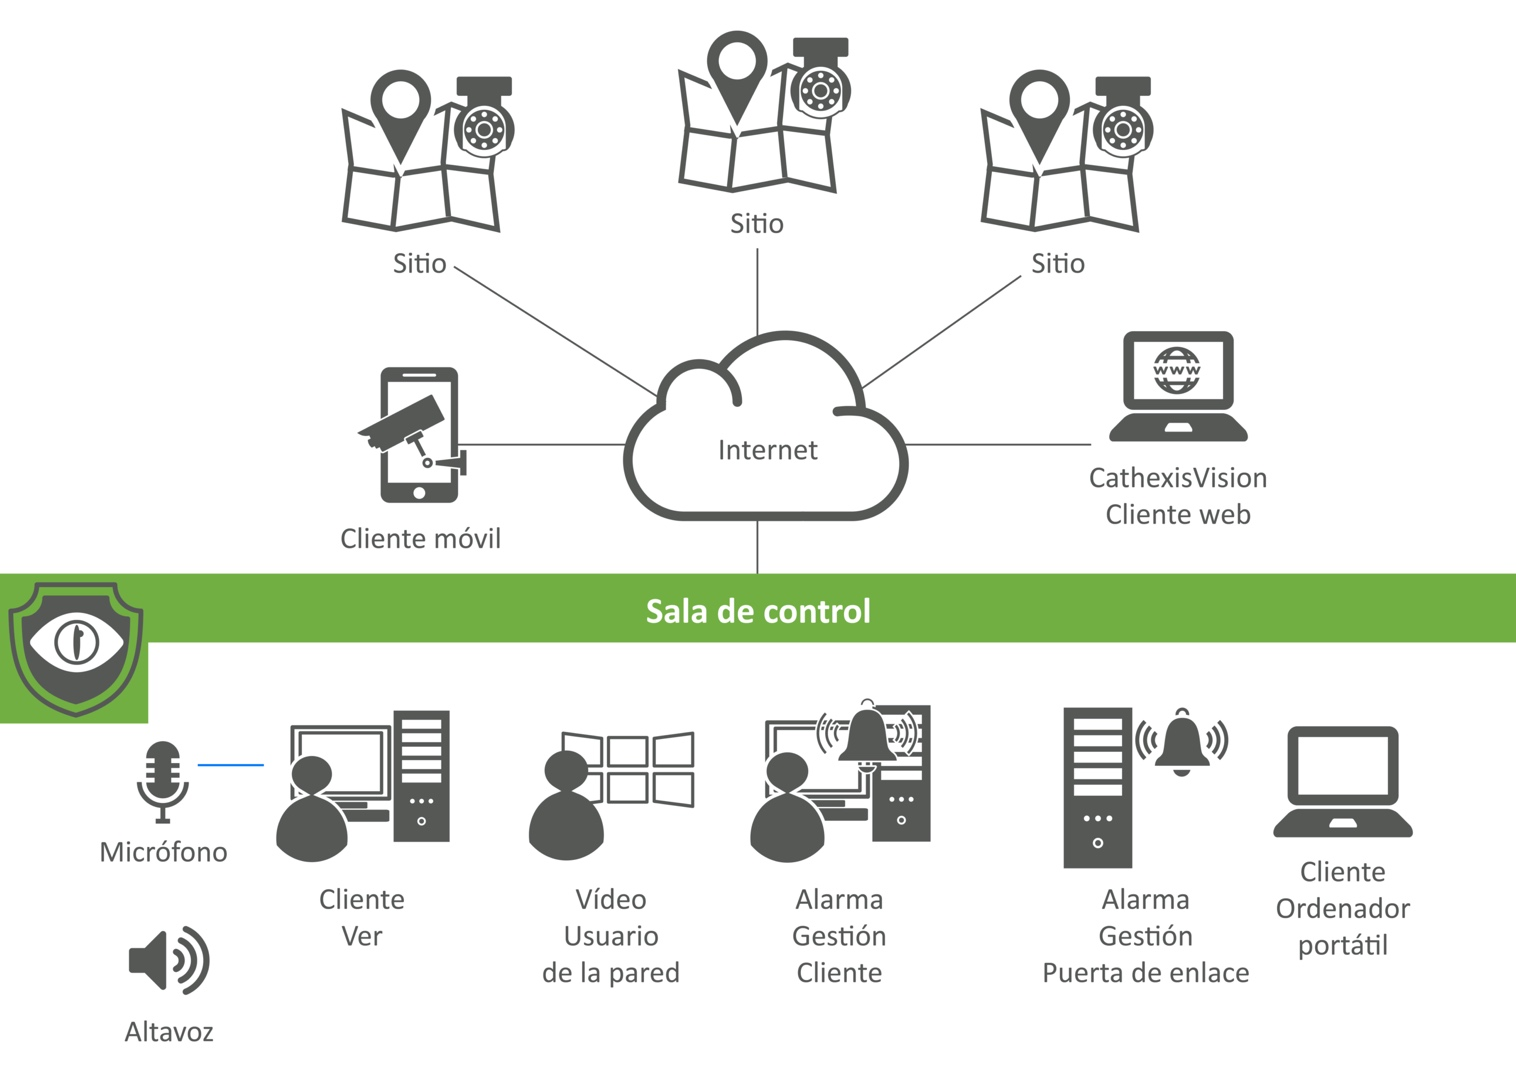 Sitio
Sitio
Sitio
www
Internet
CathexisVision
Cliente web
Cliente móvil
Sala de control
Micrófono
Altavoz
Cliente
Ver
Vídeo
Usuario
de la pared
Alarma
Gestión
Cliente
Alarma
Gestión
Puerta de enlace
Cliente
Ordenador
portátil